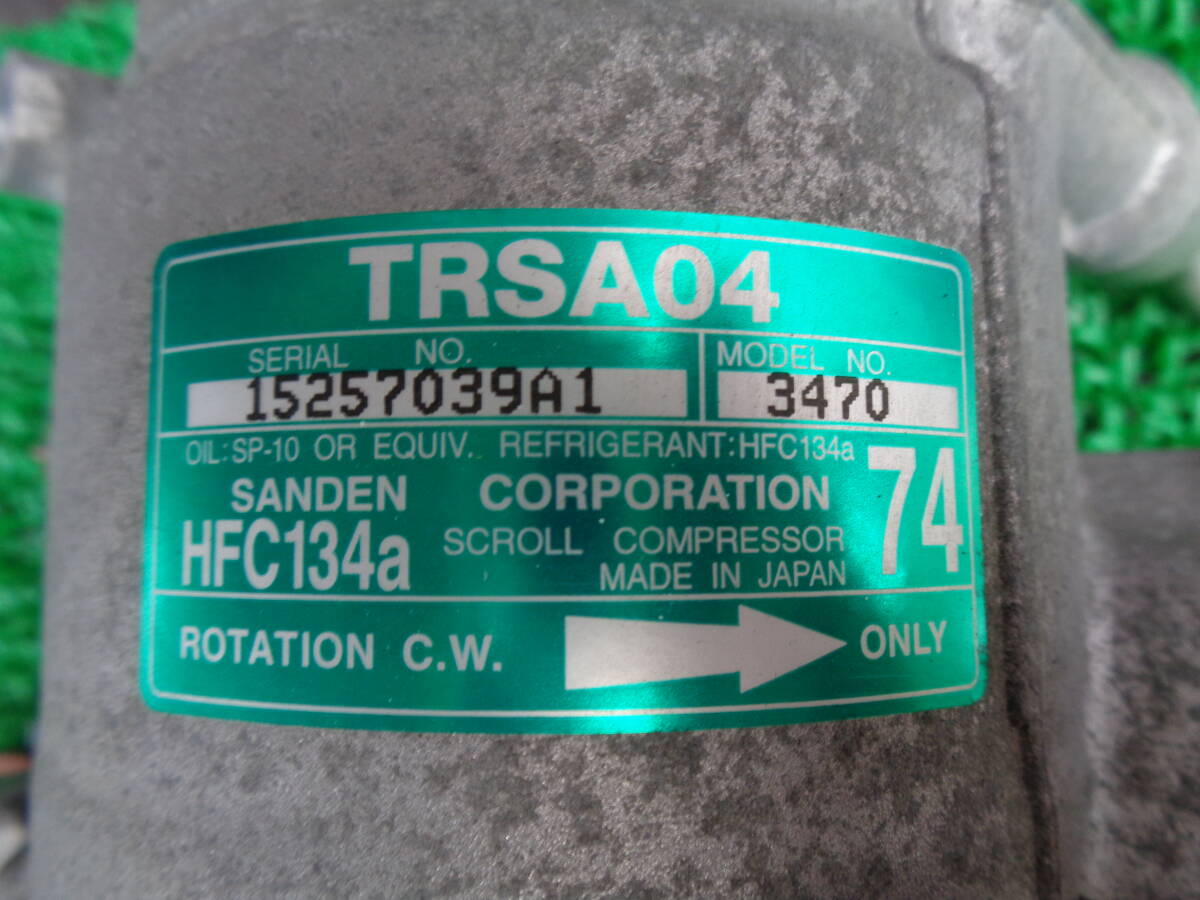 TRSA04
SERIAL NO. MODEL NO.
15257039A1 3470
OIL:SP-10 OR EQUIV. REFRIGERANT:HFC134a
SANDEN CORPORATION 74
HFC134a SCROLL COMPRESSOR
MADE IN JAPAN
ROTATION C.W. ONLY